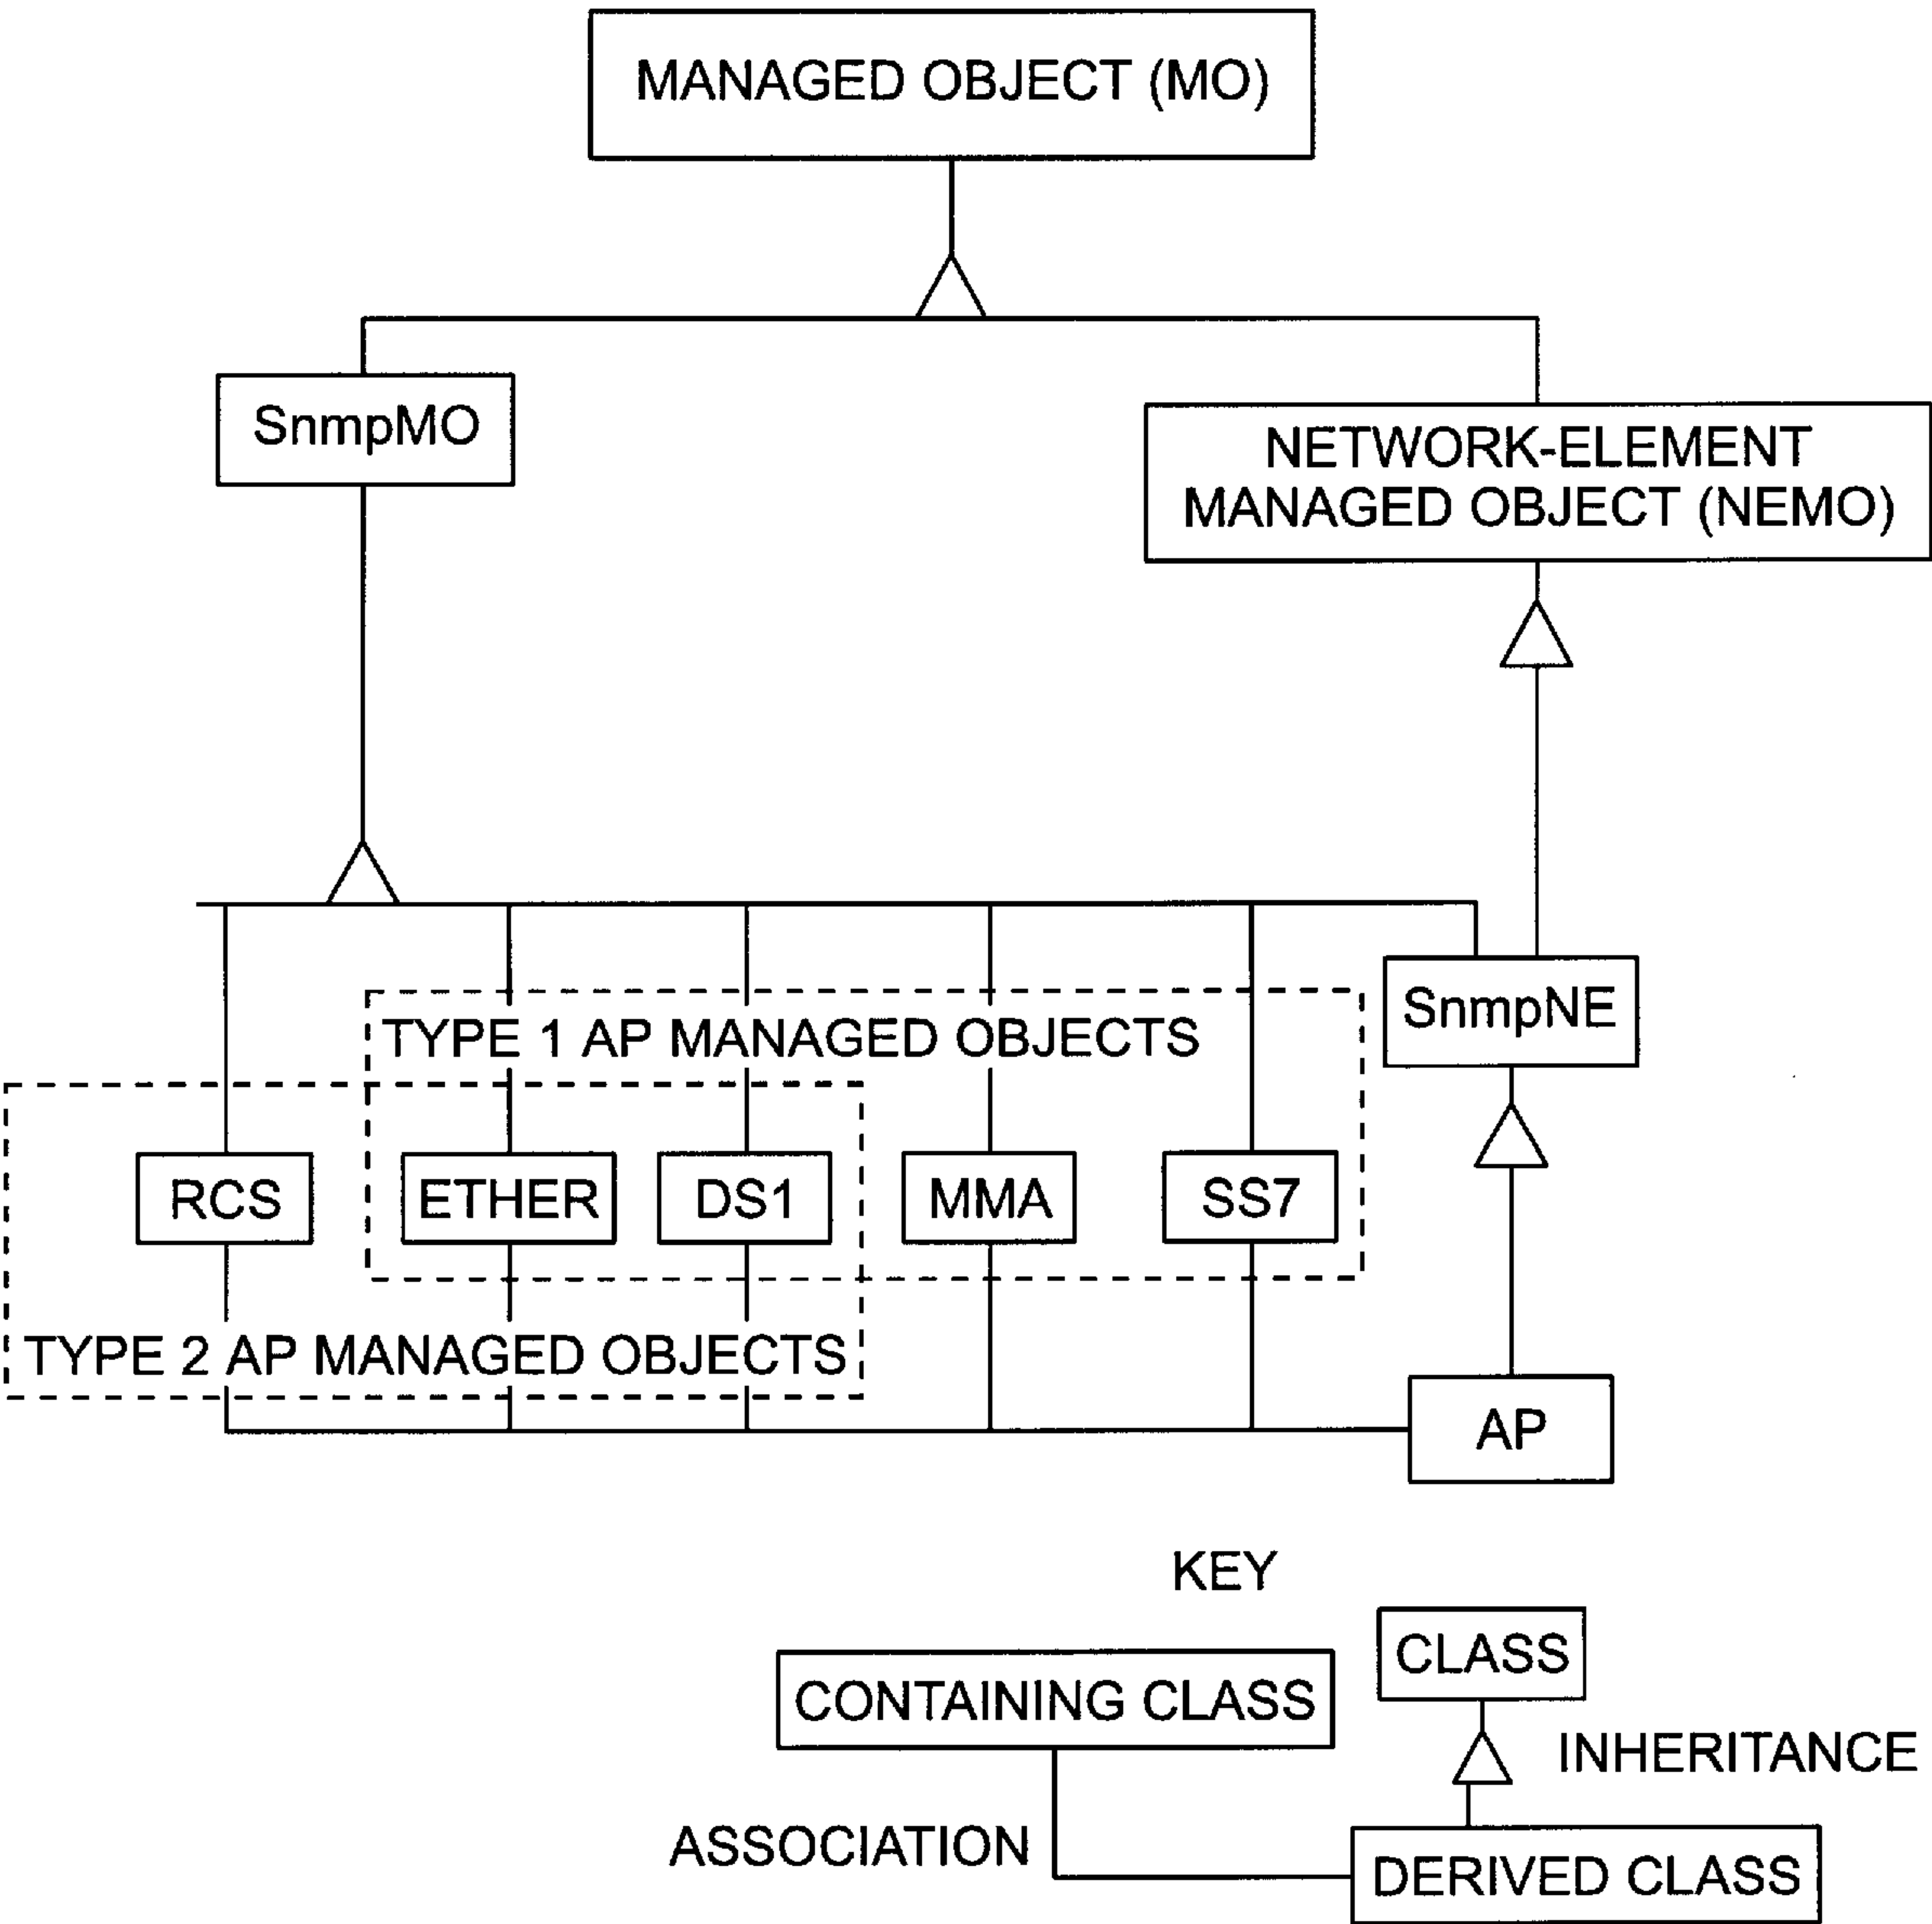 MANAGED OBJECT (MO)
SnmpMO
NETWORK-ELEMENT
MANAGED OBJECT (NEMO)
SnmpNE
TYPE 1 AP MANAGED OBJECTS
RCS
ETHER
DS1
MMA
SS7
TYPE 2 AP MANAGED OBJECTS
AP
KEY
CLASS
CONTAINING CLASS
INHERITANCE
ASSOCIATION
DERIVED CLASS